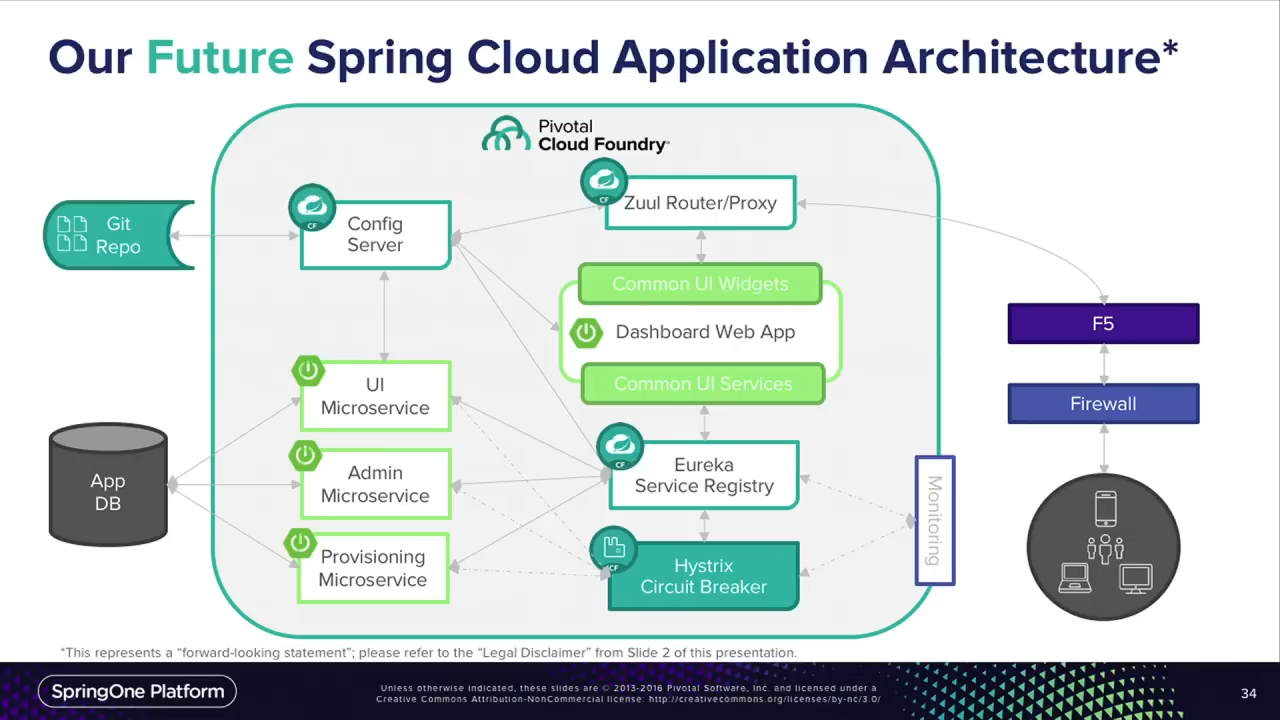 Our Future Spring Cloud Application Architecture*
Pivotal
Cloud Foundry
CF
Zuul Router/Proxy
Git
Repo
CF
Config
Server
Common UI Widgets
Dashboard Web App
Common UI Services
F5
Firewall
UI
Microservice
App
DB
Admin
Microservice
CF
Eureka
Service Registry
Monitoring
Provisioning
Microservice
CF
Hystrix
Circuit Breaker
*This represents a “forward-looking statement”; please refer to the “Legal Disclaimer” from Slide 2 of this presentation.
SpringOne Platform
Unless otherwise indicated, these slides are © 2013-2016 Pivotal Software, Inc. and licensed under a
Creative Commons Attribution-NonCommercial license: http://creativecommons.org/licenses/by-nc/3.0/
34